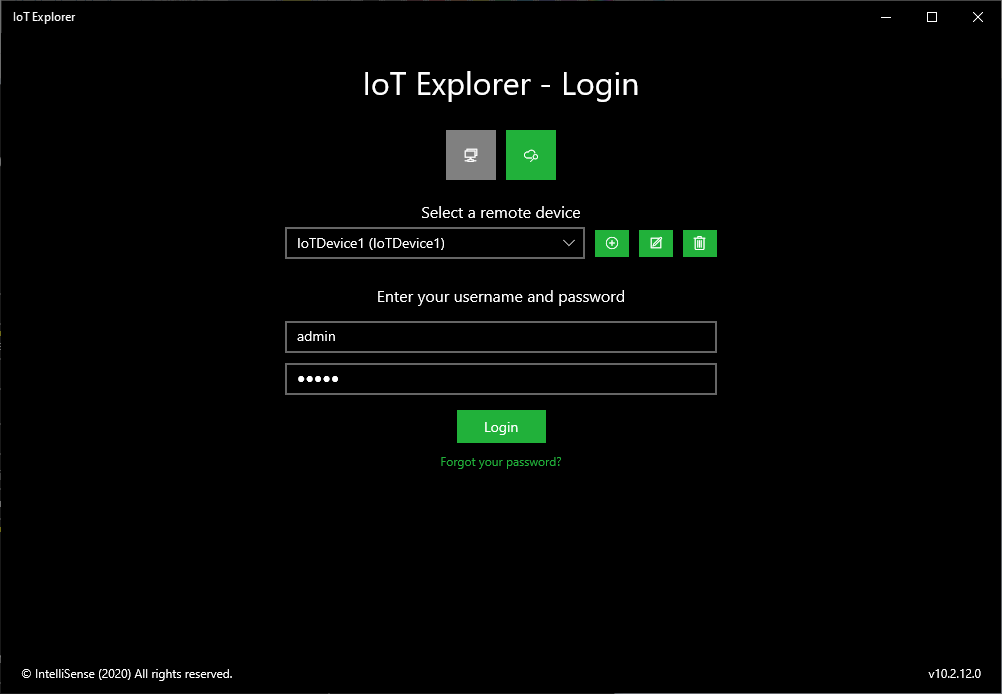 IoT Explorer
IoT Explorer - Login
Select a remote device
IoTDevice1 (IoTDevice1)
Enter your username and password
admin
●●●●●
Login
Forgot your password?
© IntelliSense (2020) All rights reserved.
v10.2.12.0